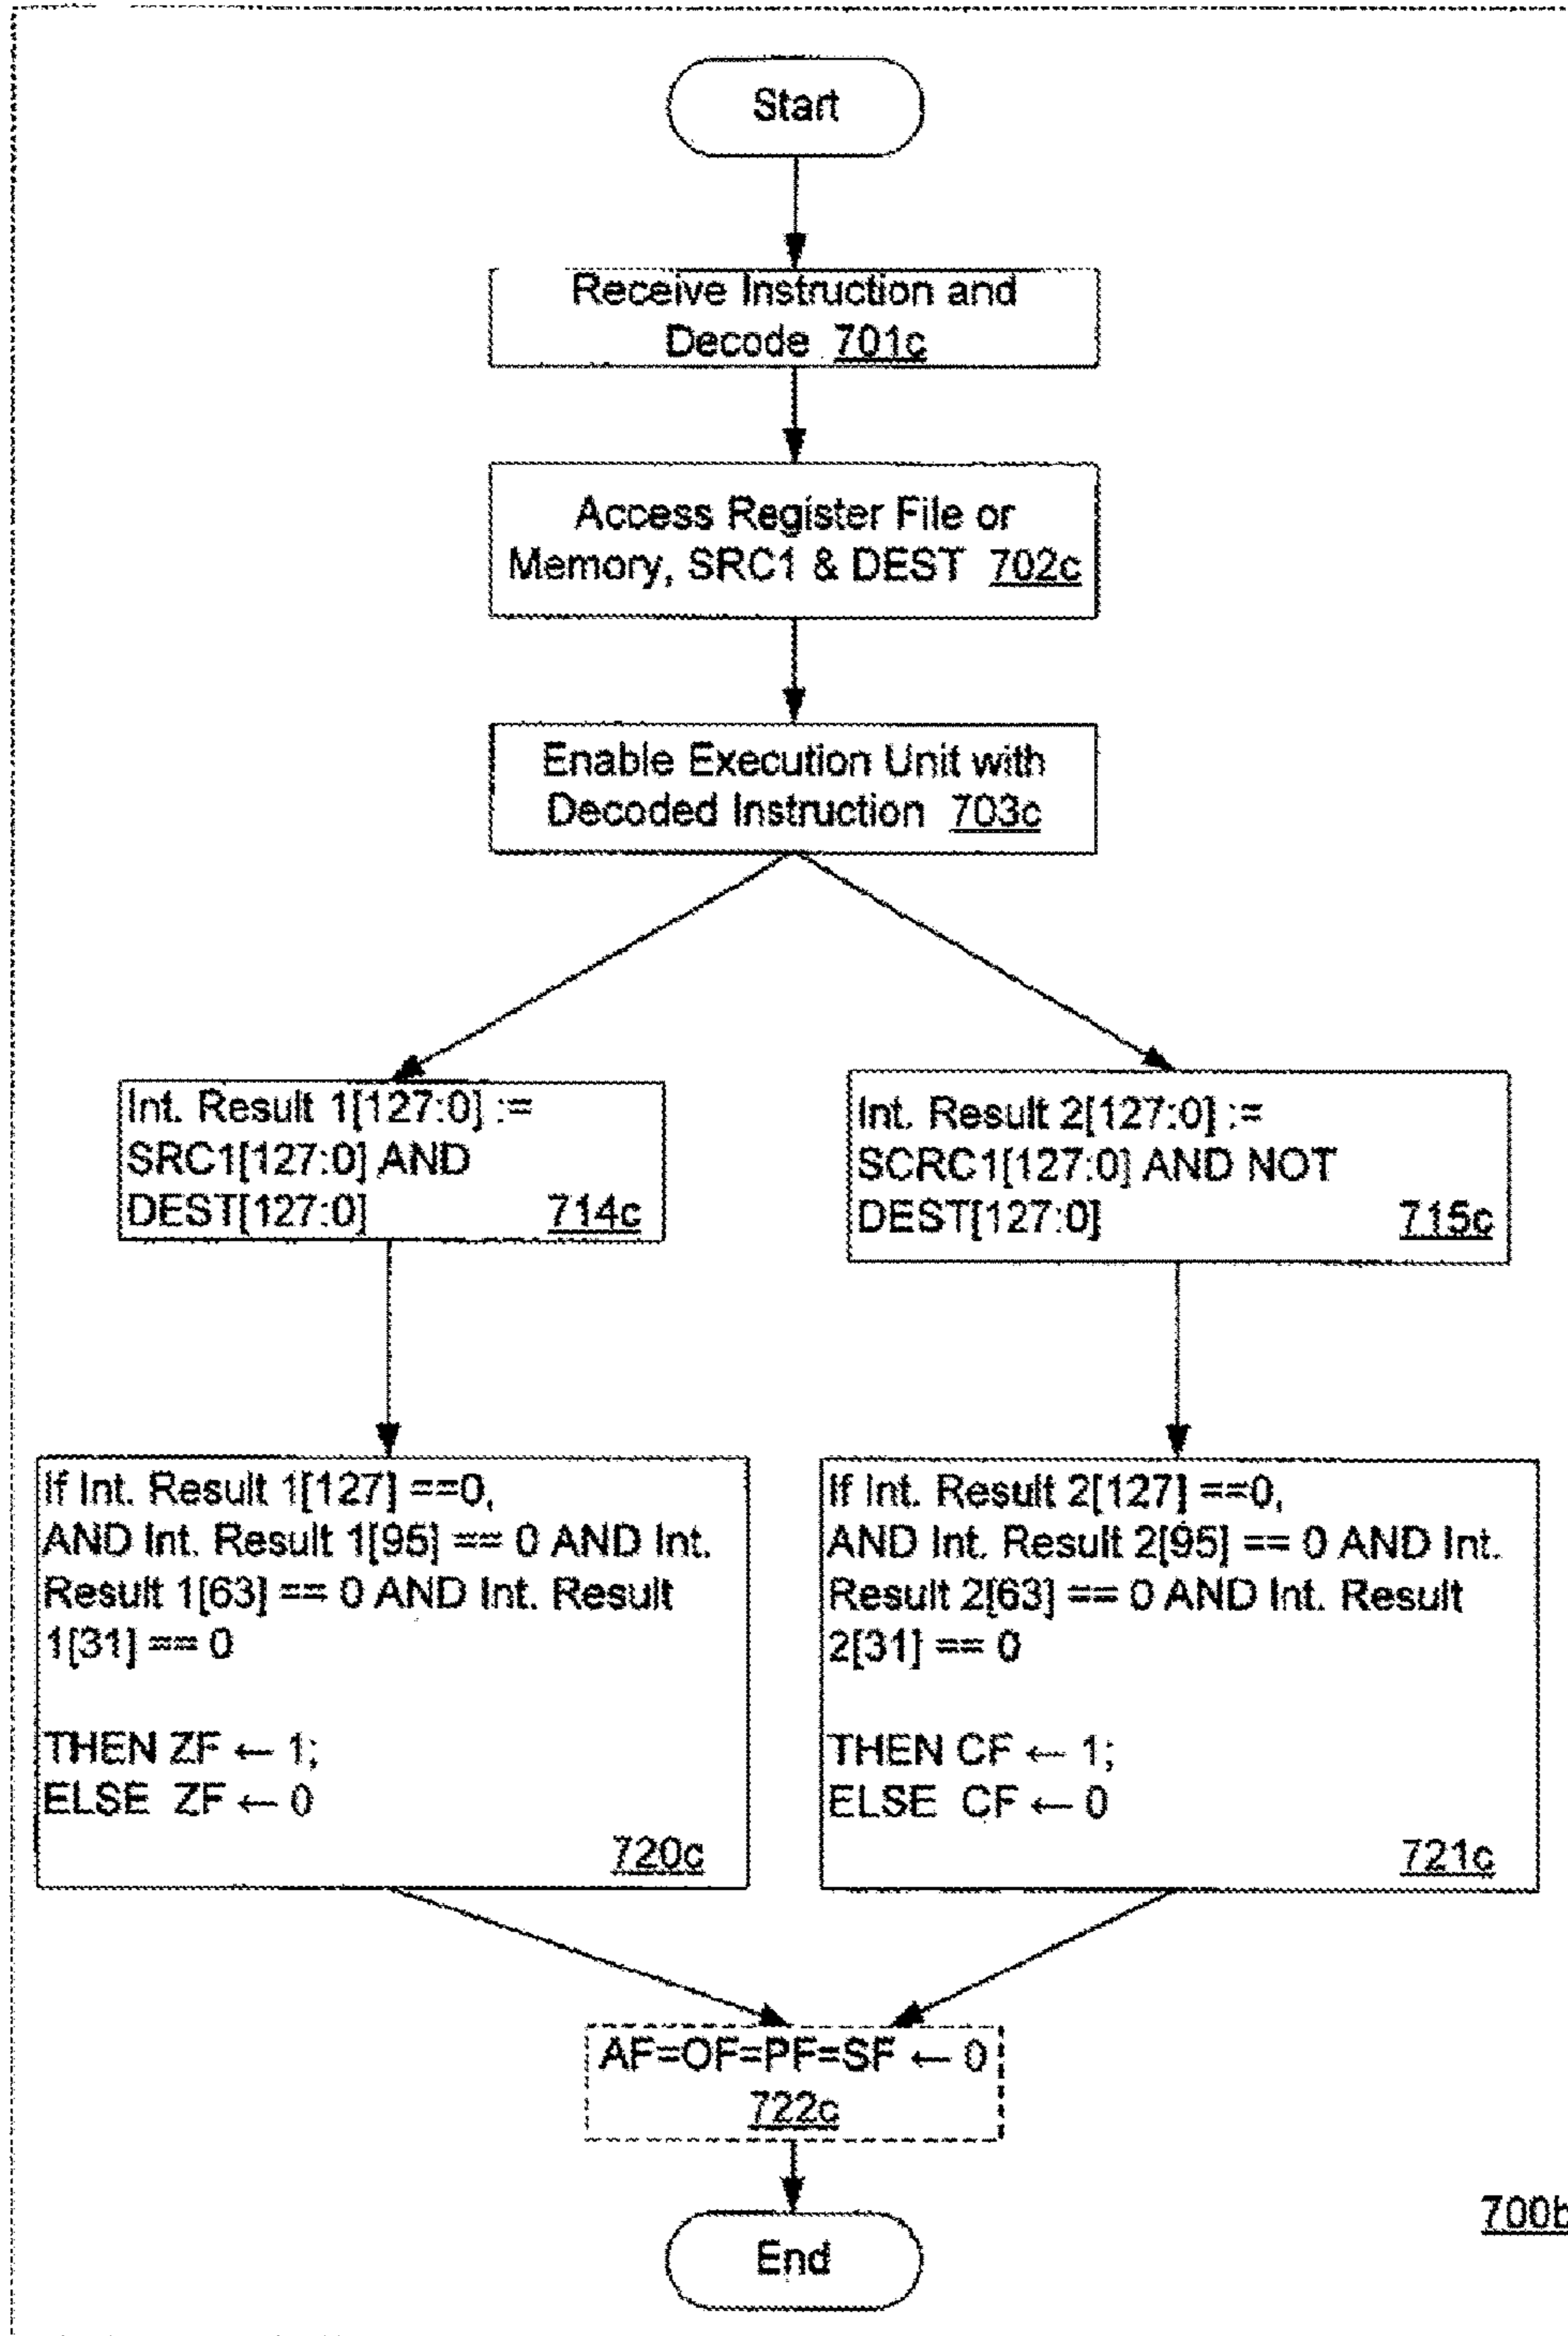 Start
Receive Instruction and
Decode 701c
Access Register File or
Memory, SRC1 & DEST 702c
Enable Execution Unit with
Decoded Instruction 703c
Int. Result 1[127:0] :=
SRC1[127:0] AND
DEST[127:0] 714c
Int. Result 2[127:0] :=
SCRC1[127:0] AND NOT
DEST[127:0] 715c
If Int. Result 1[127] ==0,
AND Int. Result 1[95] == 0 AND Int.
Result 1[63] == 0 AND Int. Result
1[31] == 0
THEN ZF ← 1;
ELSE ZF ← 0
720c
If Int. Result 2[127] ==0,
AND Int. Result 2[95] == 0 AND Int.
Result 2[63] == 0 AND Int. Result
2[31] == 0
THEN CF ← 1;
ELSE CF ← 0
721c
AF=OF=PF=SF ← 0
722c
End
700b